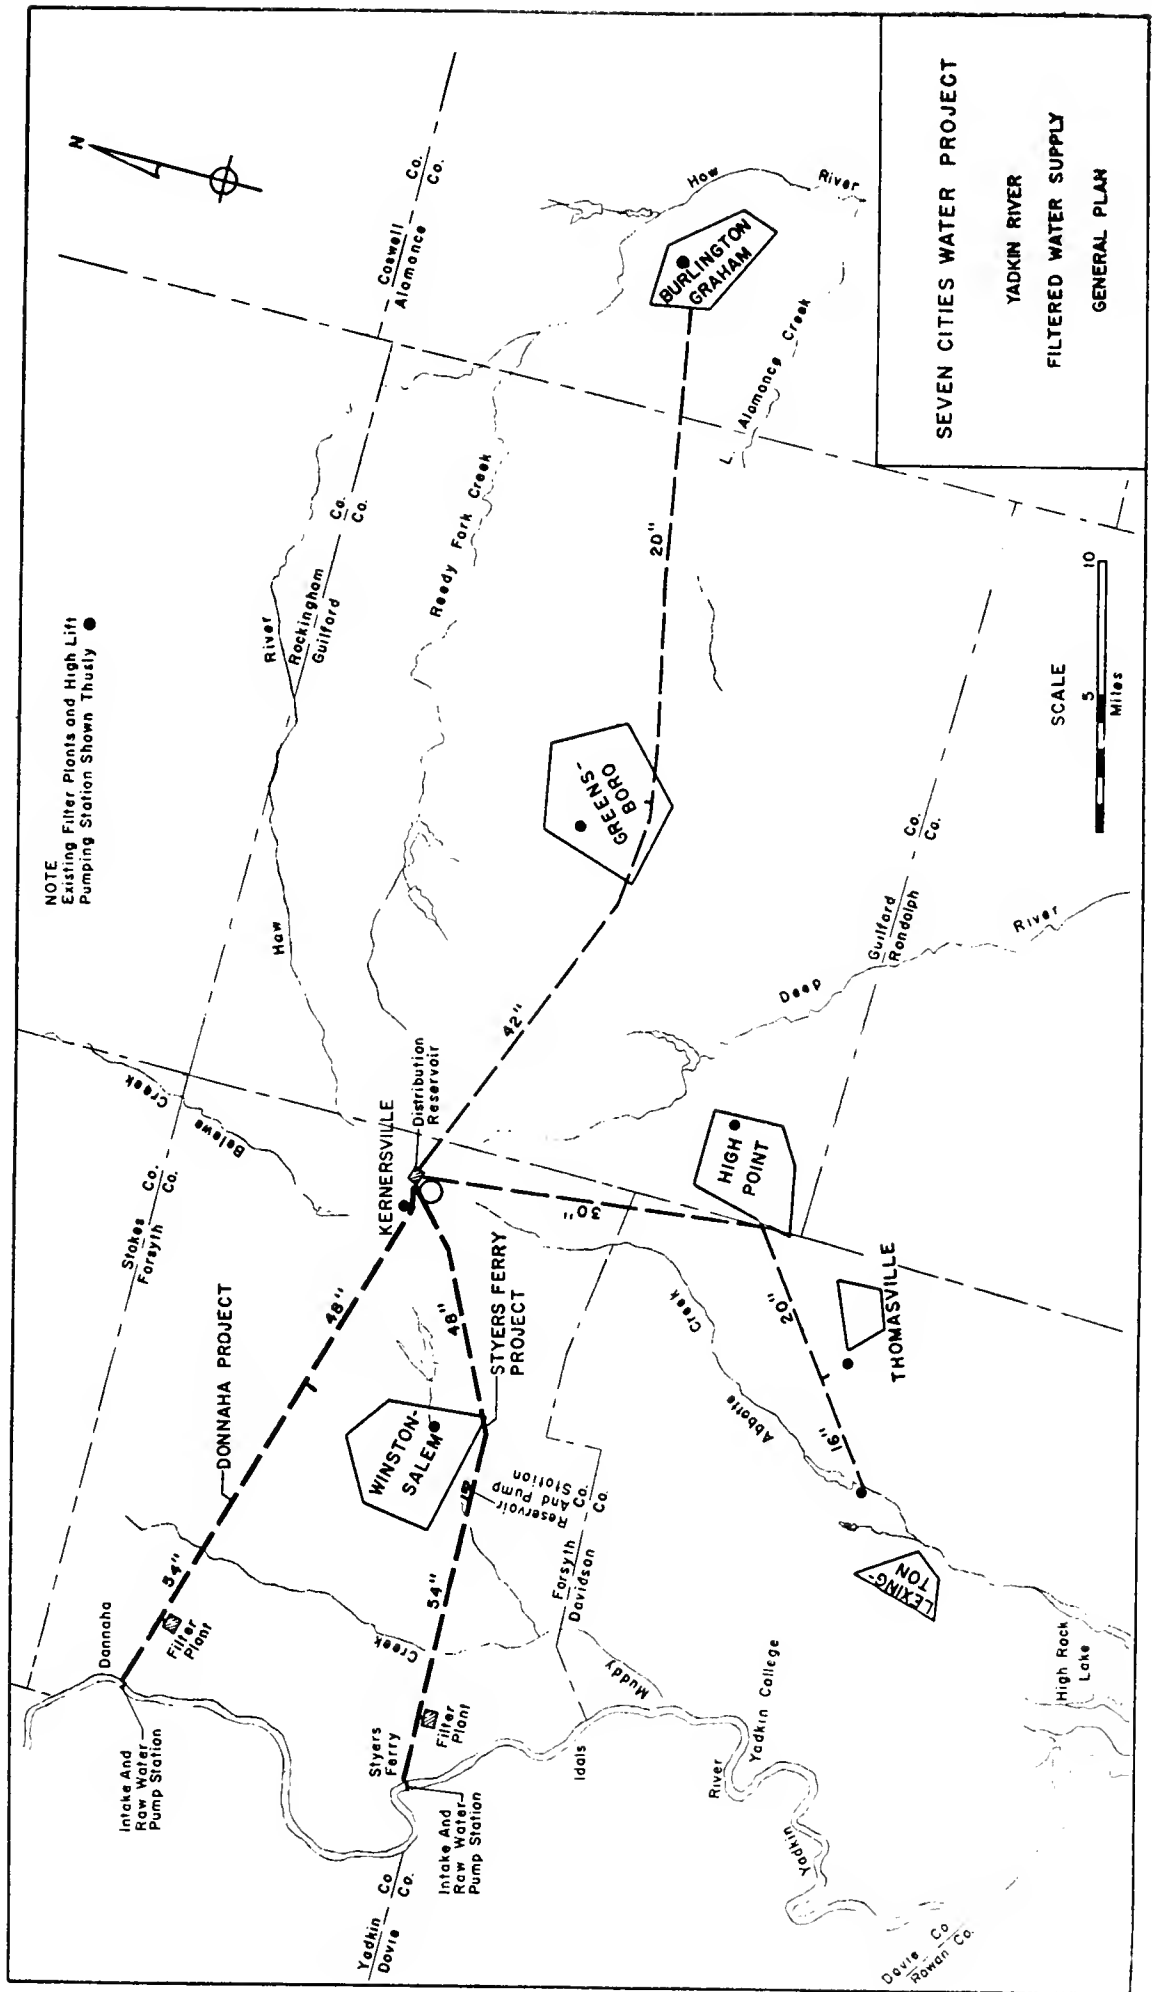 N
NOTE
Existing Filter Plants and High Lift
Pumping Station Shown Thusly
Caswell Co.
Alamance Co.
Rockingham Co.
Guilford Co.
Stokes Co.
Forsyth Co.
River
Haw
Belews
Creek
Reedy Fork Creek
Haw
River
BURLINGTON
GRAHAM
L. Alamance Creek
20"
GREENS-
BORO
42"
KERNERSVILLE
Distribution
Reservoir
DONNAHA PROJECT
48"
54"
Donnaha
Filter
Plant
Intake And
Raw Water
Pump Station
WINSTON-
SALEM
48"
STYERS FERRY
PROJECT
Reservoir
And Pump
Station
54"
Creek
Muddy
Styers
Ferry
Filter
Plant
Intake And
Raw Water
Pump Station
Yadkin Co
Davie Co.
Forsyth Co.
Davidson Co.
Idols
30"
HIGH
POINT
Deep
River
Guilford Co.
Randolph Co.
20"
16"
THOMASVILLE
Abbotts
Creek
LEXING-
TON
Yadkin College
River
Yadkin
High Rock
Lake
Davie Co
Rowan Co.
SCALE
5
10
Miles
SEVEN CITIES WATER PROJECT
YADKIN RIVER
FILTERED WATER SUPPLY
GENERAL PLAN